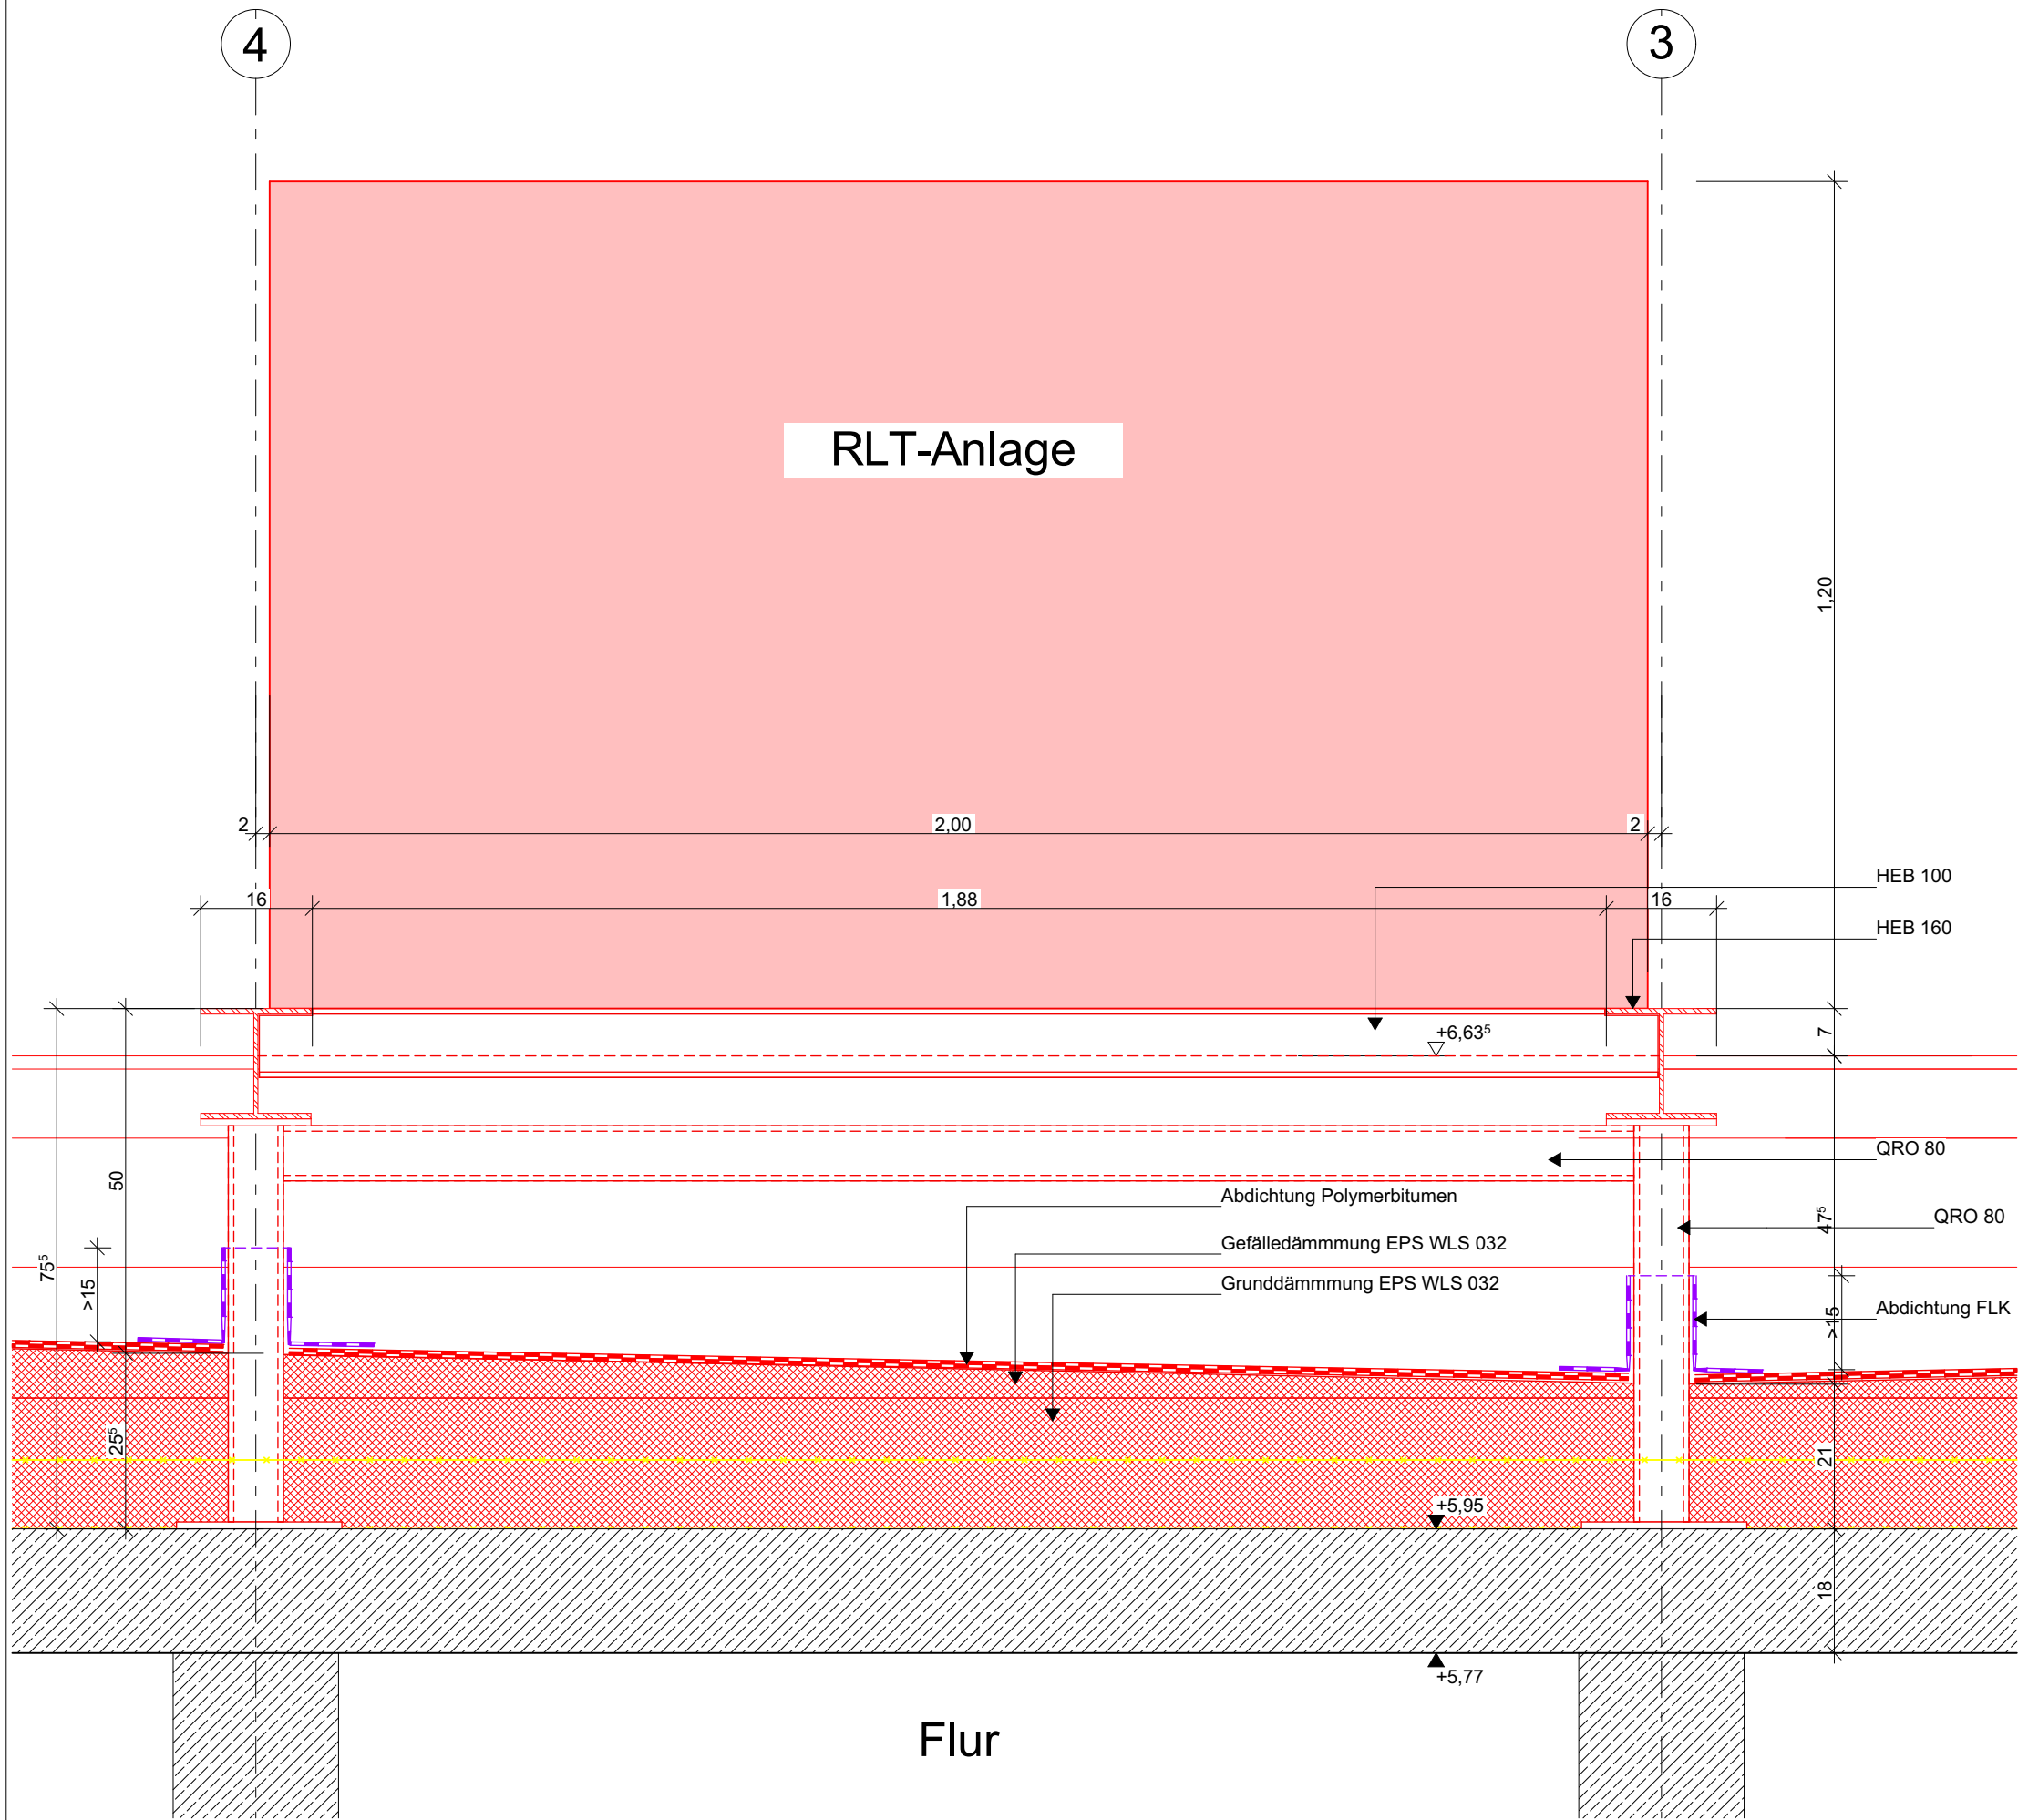 4
3
RLT-Anlage
1,20
2
2,00
2
HEB 100
16
1,88
16
HEB 160
+6,63⁵
7
QRO 80
50
Abdichtung Polymerbitumen
47⁵
QRO 80
Gefälledämmmung EPS WLS 032
75⁵
>15
Grunddämmmung EPS WLS 032
>15
Abdichtung FLK
25⁵
21
+5,95
18
+5,77
Flur